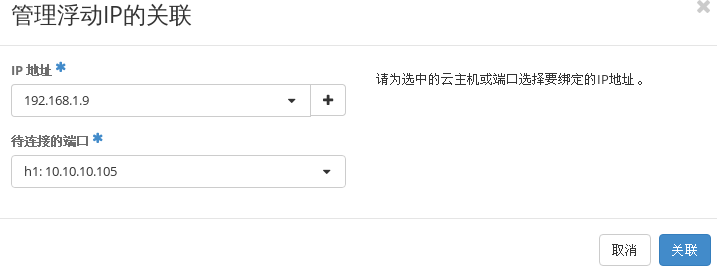 管理浮动IP的关联
IP 地址 *
请为选中的云主机或端口选择要绑定的IP地址 。
192.168.1.9
待连接的端口 *
h1: 10.10.10.105
取消
关联